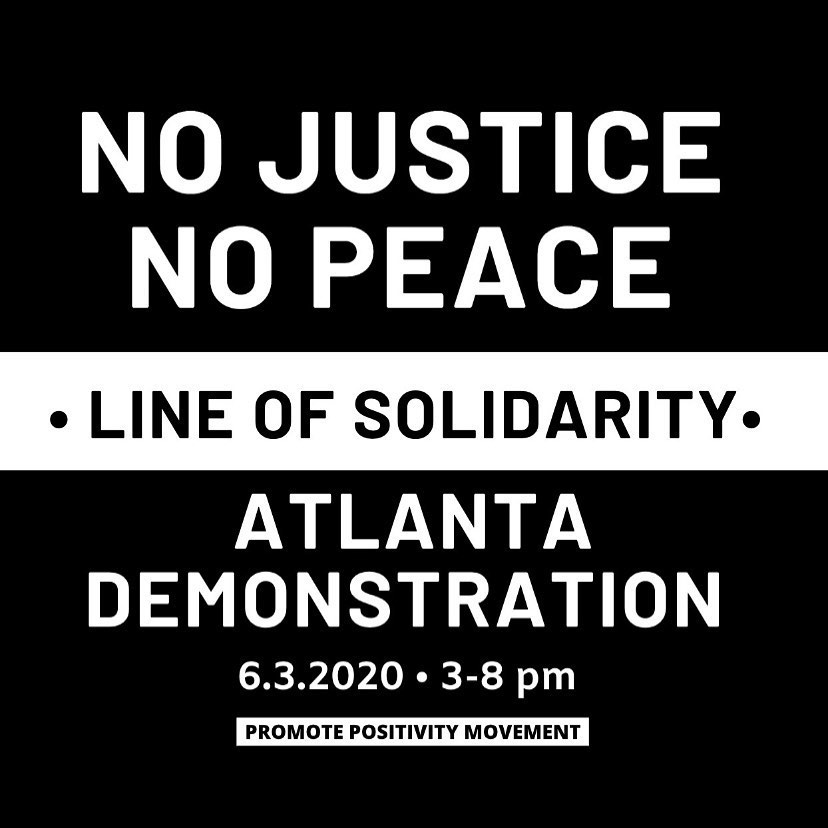 NO JUSTICE
NO PEACE
• LINE OF SOLIDARITY•
ATLANTA
DEMONSTRATION
6.3.2020 • 3-8 pm
PROMOTE POSITIVITY MOVEMENT